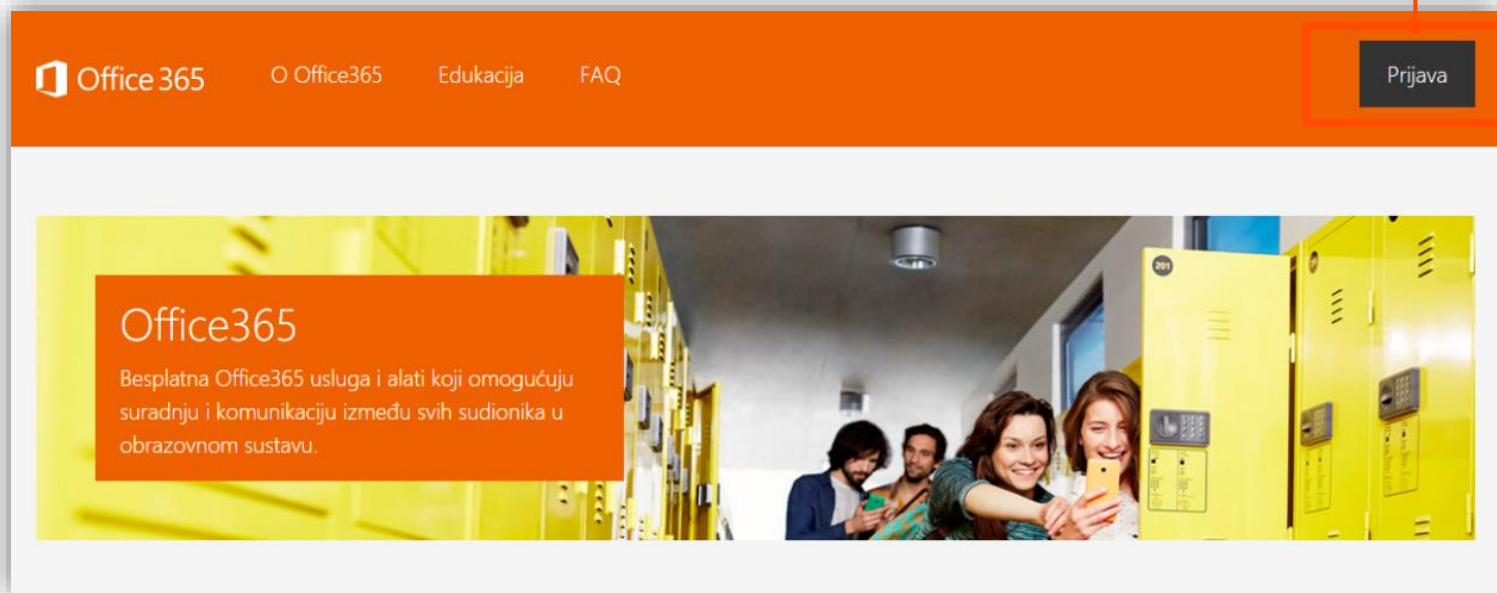 Office 365
O Office365
Edukacija
FAQ
Prijava
Office365
Besplatna Office365 usluga i alati koji omogućuju
suradnju i komunikaciju između svih sudionika u
obrazovnom sustavu.
201